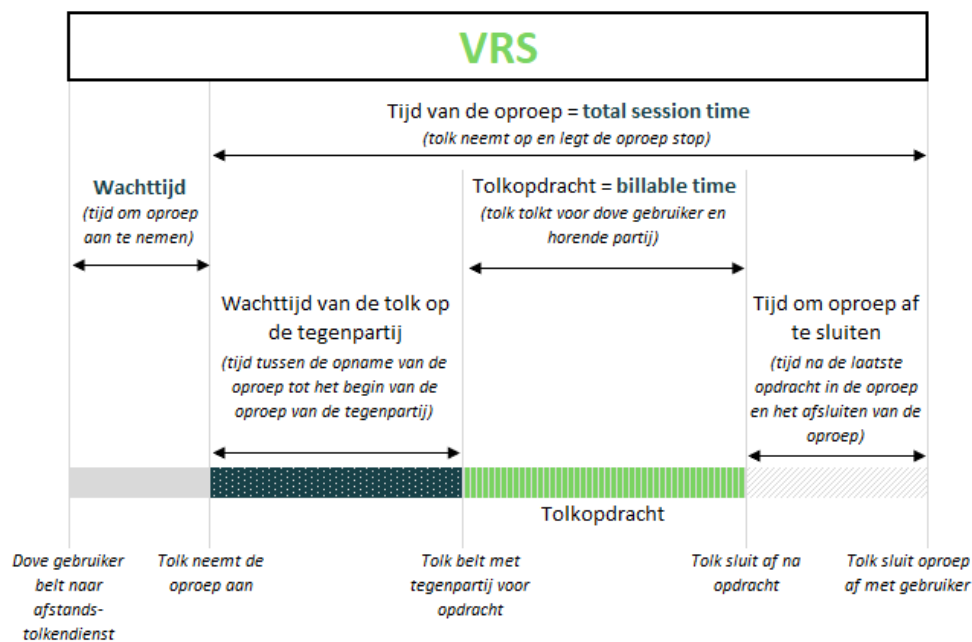 VRS
Tijd van de oproep = total session time
(tolk neemt op en legt de oproep stop)
Wachttijd
(tijd om oproep
aan te nemen)
Tolkopdracht = billable time
(tolk tolkt voor dove gebruiker en
horende partij)
Wachttijd van de tolk op
de tegenpartij
(tijd tussen de opname van de
oproep tot het begin van de
oproep van de tegenpartij)
Tijd om oproep af
te sluiten
(tijd na de laatste
opdracht in de oproep
en het afsluiten van de
oproep)
Tolkopdracht
Dove gebruiker
belt naar
afstands-
tolkendienst
Tolk neemt de
oproep aan
Tolk belt met
tegenpartij voor
opdracht
Tolk sluit af na
opdracht
Tolk sluit oproep
af met gebruiker